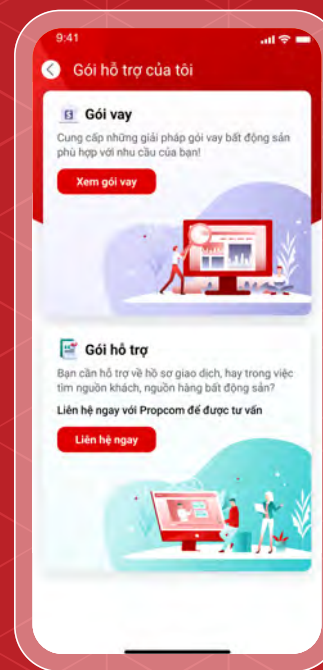 9:41
Gói hỗ trợ của tôi
Gói vay
Cung cấp những giải pháp gói vay bất động sản
phù hợp với nhu cầu của bạn!
Xem gói vay
Gói hỗ trợ
Bạn cần hỗ trợ về hồ sơ giao dịch, hay trong việc
tìm nguồn khách, nguồn hàng bất động sản?
Liên hệ ngay với Propcom để được tư vấn
Liên hệ ngay